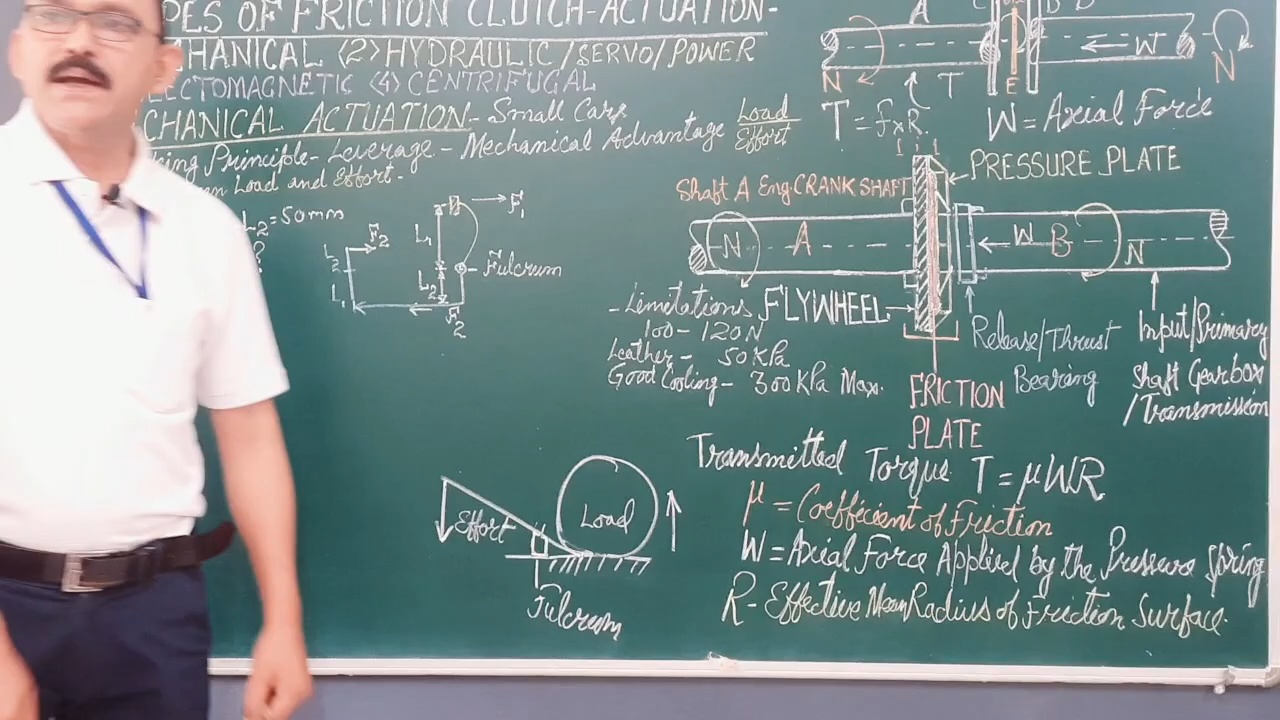 PES OF FRICTION CLUTCH-ACTUATION-
HANICAL (2) HYDRAULIC/SERVO/POWER
ECTOMAGNETIC (4) CENTRIFUGAL
CHANICAL ACTUATION- Small Cars
king Principle- Leverage - Mechanical Advantage Load
Effort
n Load and Effort.
L2=50mm
?
F2
L2
L1
F1
L1
L2
Fulcrum
F2
Effort
Load
Fulcrum
A
N
T
E
W
N
T = f x R
W = Axial Force
PRESSURE PLATE
Shaft A Eng. CRANK SHAFT
N A
W B N
- Limitations
100-120N
Leather - 50 kPa
Good Cooling - 300 kPa Max.
FLYWHEEL
Release/Thrust
Bearing
Input/Primary
Shaft Gearbox
/Transmission
FRICTION
PLATE
Transmitted Torque T = μWR
μ = Coefficient of Friction
W = Axial Force Applied by the Pressure Spring
R - Effective Mean Radius of Friction Surface.